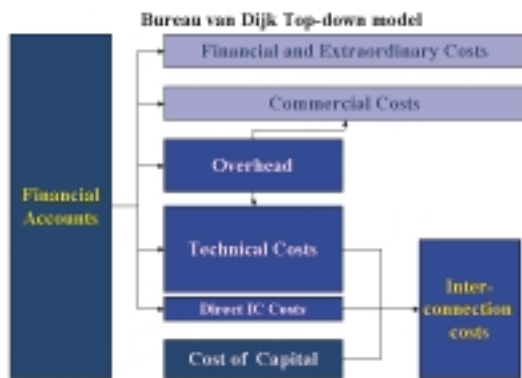 Bureau van Dijk Top-down model
Financial and Extraordinary Costs
Commercial Costs
Overhead
Financial
Accounts
Technical Costs
Direct IC Costs
Inter-
connection
costs
Cost of Capital